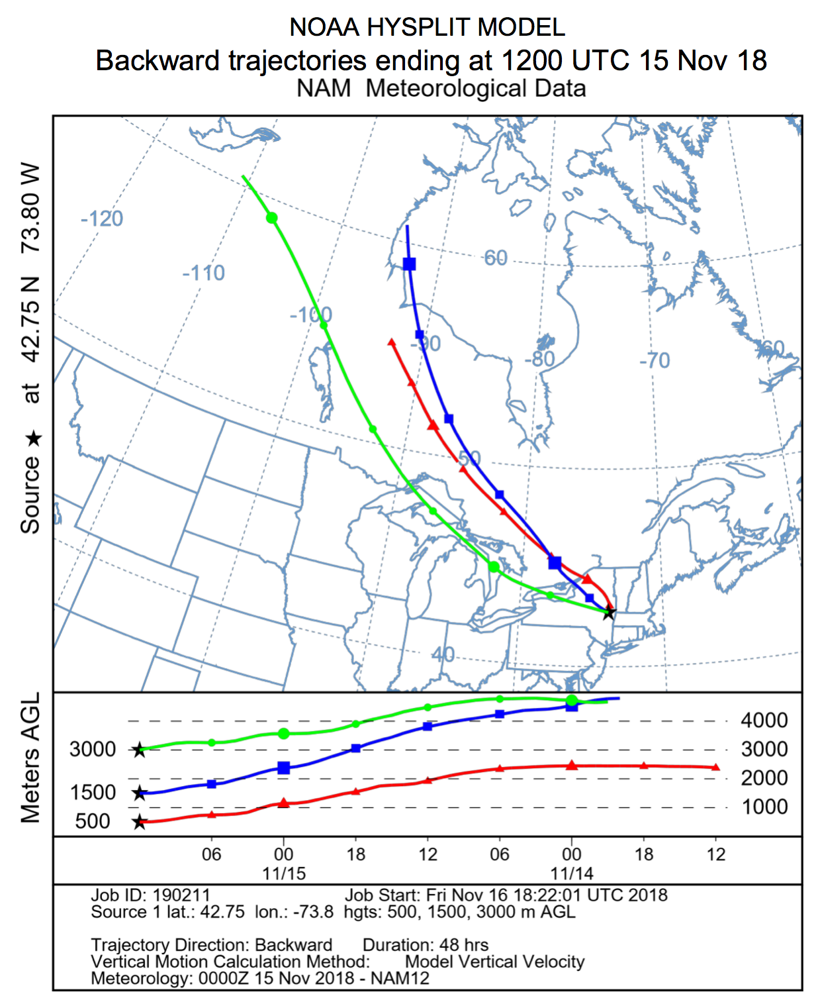 NOAA HYSPLIT MODEL
Backward trajectories ending at 1200 UTC 15 Nov 18
NAM  Meteorological Data
Source ★ at 42.75 N 73.80 W
-120
-110
-100
-90
-80
-70
-60
60
50
40
Meters AGL
3000
1500
500
4000
3000
2000
1000
06 00 18 12 06 00 18 12
11/15 11/14
Job ID: 190211 Job Start: Fri Nov 16 18:22:01 UTC 2018
Source 1 lat.: 42.75 lon.: -73.8 hgts: 500, 1500, 3000 m AGL
Trajectory Direction: Backward Duration: 48 hrs
Vertical Motion Calculation Method: Model Vertical Velocity
Meteorology: 0000Z 15 Nov 2018 - NAM12